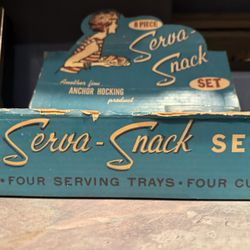 8 PIECE
Serva-
Snack
SET
Another fine
ANCHOR HOCKING
product
Serva-Snack SE
• FOUR SERVING TRAYS • FOUR CU